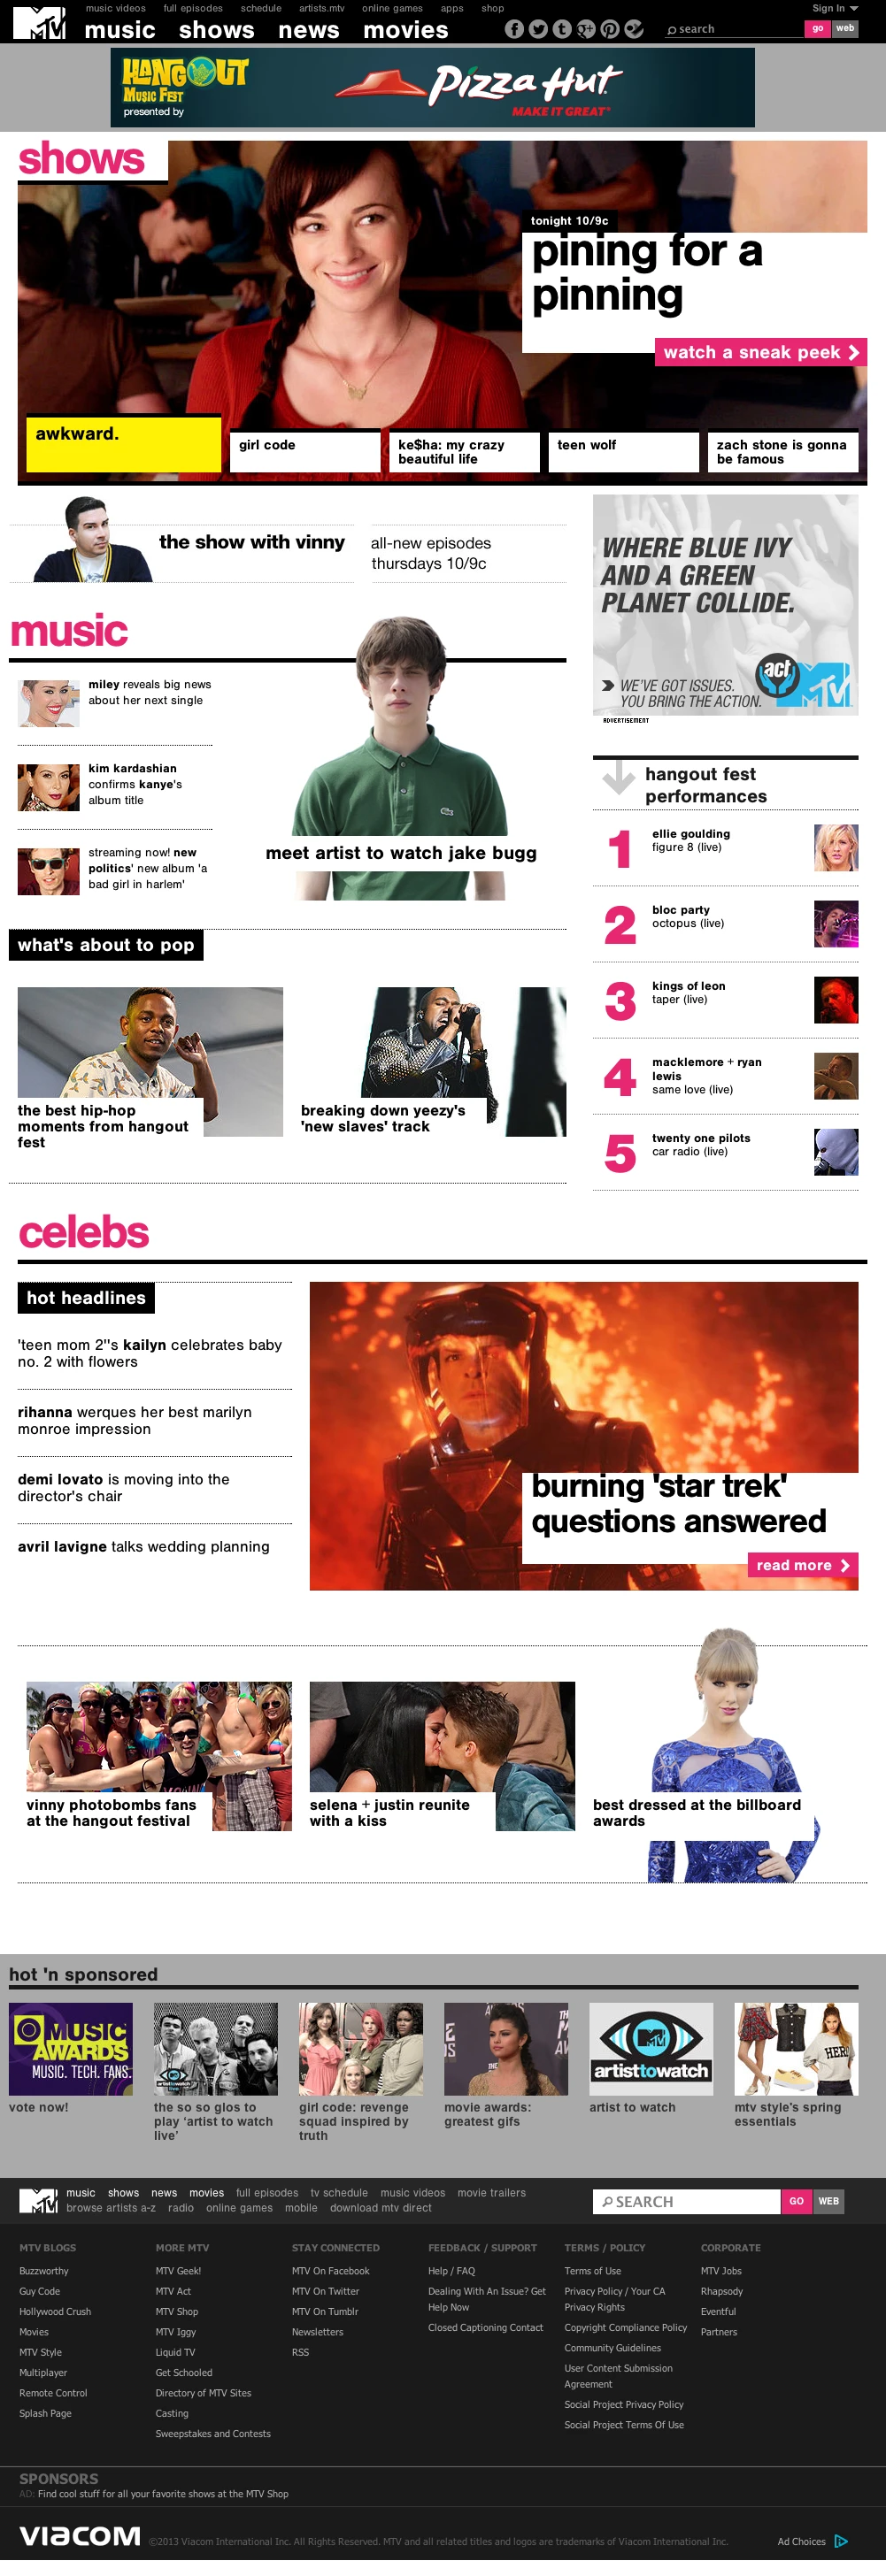 music videos full episodes schedule artists.mtv online games apps shop
Sign In
MTV
music shows news movies
search go web
HANGOUT
MUSIC FEST
presented by
Pizza Hut
MAKE IT GREAT
shows
tonight 10/9c
pining for a
pinning
watch a sneak peek
awkward.
girl code
ke$ha: my crazy
beautiful life
teen wolf
zach stone is gonna
be famous
the show with vinny
all-new episodes
thursdays 10/9c
WHERE BLUE IVY
AND A GREEN
PLANET COLLIDE.
WE'VE GOT ISSUES.
YOU BRING THE ACTION.
act
MTV
ADVERTISEMENT
music
miley reveals big news
about her next single
kim kardashian
confirms kanye's
album title
streaming now! new
politics' new album 'a
bad girl in harlem'
meet artist to watch jake bugg
hangout fest
performances
1
ellie goulding
figure 8 (live)
2
bloc party
octopus (live)
3
kings of leon
taper (live)
4
macklemore + ryan
lewis
same love (live)
5
twenty one pilots
car radio (live)
what's about to pop
the best hip-hop
moments from hangout
fest
breaking down yeezy's
'new slaves' track
celebs
hot headlines
'teen mom 2''s kailyn celebrates baby
no. 2 with flowers
rihanna werques her best marilyn
monroe impression
demi lovato is moving into the
director's chair
avril lavigne talks wedding planning
burning 'star trek'
questions answered
read more
vinny photobombs fans
at the hangout festival
selena + justin reunite
with a kiss
best dressed at the billboard
awards
hot 'n sponsored
O MUSIC
AWARDS
MUSIC. TECH. FANS.
vote now!
artisttowatch
the so so glos to
play ‘artist to watch
live’
girl code: revenge
squad inspired by
truth
movie awards:
greatest gifs
MTV
artisttowatch
artist to watch
HERO
mtv style's spring
essentials
MTV
music shows news movies full episodes tv schedule music videos movie trailers
browse artists a-z radio online games mobile download mtv direct
SEARCH GO WEB
MTV BLOGS
Buzzworthy
Guy Code
Hollywood Crush
Movies
MTV Style
Multiplayer
Remote Control
Splash Page
MORE MTV
MTV Geek!
MTV Act
MTV Shop
MTV Iggy
Liquid TV
Get Schooled
Directory of MTV Sites
Casting
Sweepstakes and Contests
STAY CONNECTED
MTV On Facebook
MTV On Twitter
MTV On Tumblr
Newsletters
RSS
FEEDBACK / SUPPORT
Help / FAQ
Dealing With An Issue? Get
Help Now
Closed Captioning Contact
TERMS / POLICY
Terms of Use
Privacy Policy / Your CA
Privacy Rights
Copyright Compliance Policy
Community Guidelines
User Content Submission
Agreement
Social Project Privacy Policy
Social Project Terms Of Use
CORPORATE
MTV Jobs
Rhapsody
Eventful
Partners
SPONSORS
AD: Find cool stuff for all your favorite shows at the MTV Shop
VIACOM
©2013 Viacom International Inc. All Rights Reserved. MTV and all related titles and logos are trademarks of Viacom International Inc.
Ad Choices